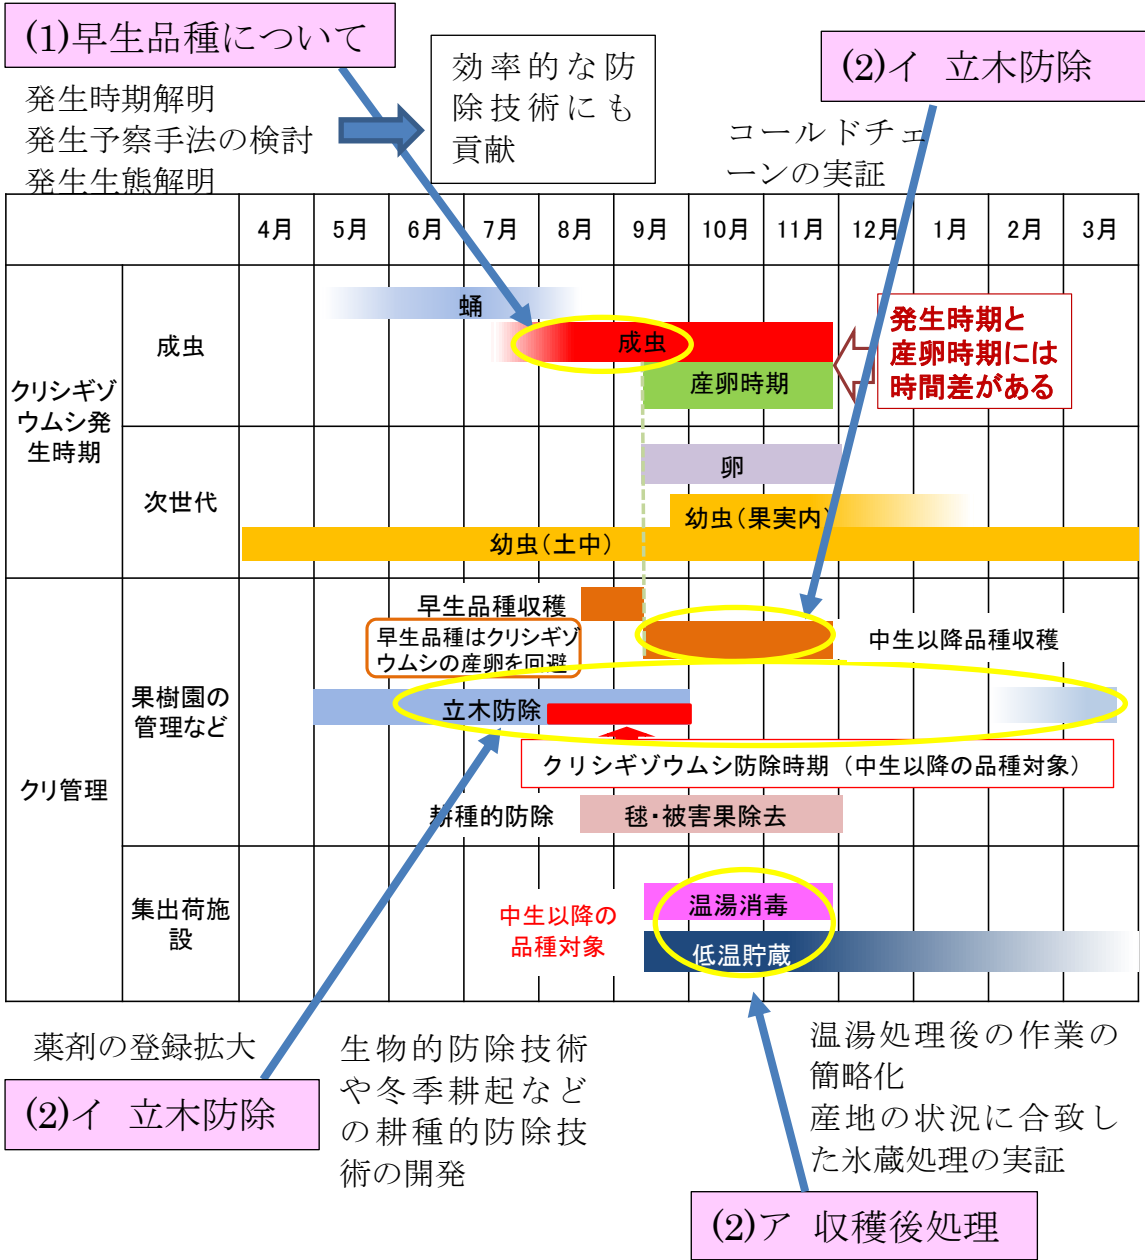 (1)早生品種について
発生時期解明
発生予察手法の検討
発生生態解明
効率的な防
除技術にも
貢献
(2)イ 立木防除
コールドチェ
ーンの実証
4月 5月 6月 7月 8月 9月 10月 11月 12月 1月 2月 3月
クリシギゾ
ウムシ発
生時期
成虫
蛹
成虫
産卵時期
発生時期と
産卵時期には
時間差がある
次世代
卵
幼虫(果実内)
幼虫(土中)
クリ管理
果樹園の
管理など
早生品種収穫
早生品種はクリシギゾ
ウムシの産卵を回避
中生以降品種収穫
立木防除
クリシギゾウムシ防除時期(中生以降の品種対象)
耕種的防除
毬・被害果除去
集出荷施
設
中生以降の
品種対象
温湯消毒
低温貯蔵
薬剤の登録拡大
(2)イ 立木防除
生物的防除技術
や冬季耕起など
の耕種的防除技
術の開発
温湯処理後の作業の
簡略化
産地の状況に合致し
た氷蔵処理の実証
(2)ア 収穫後処理